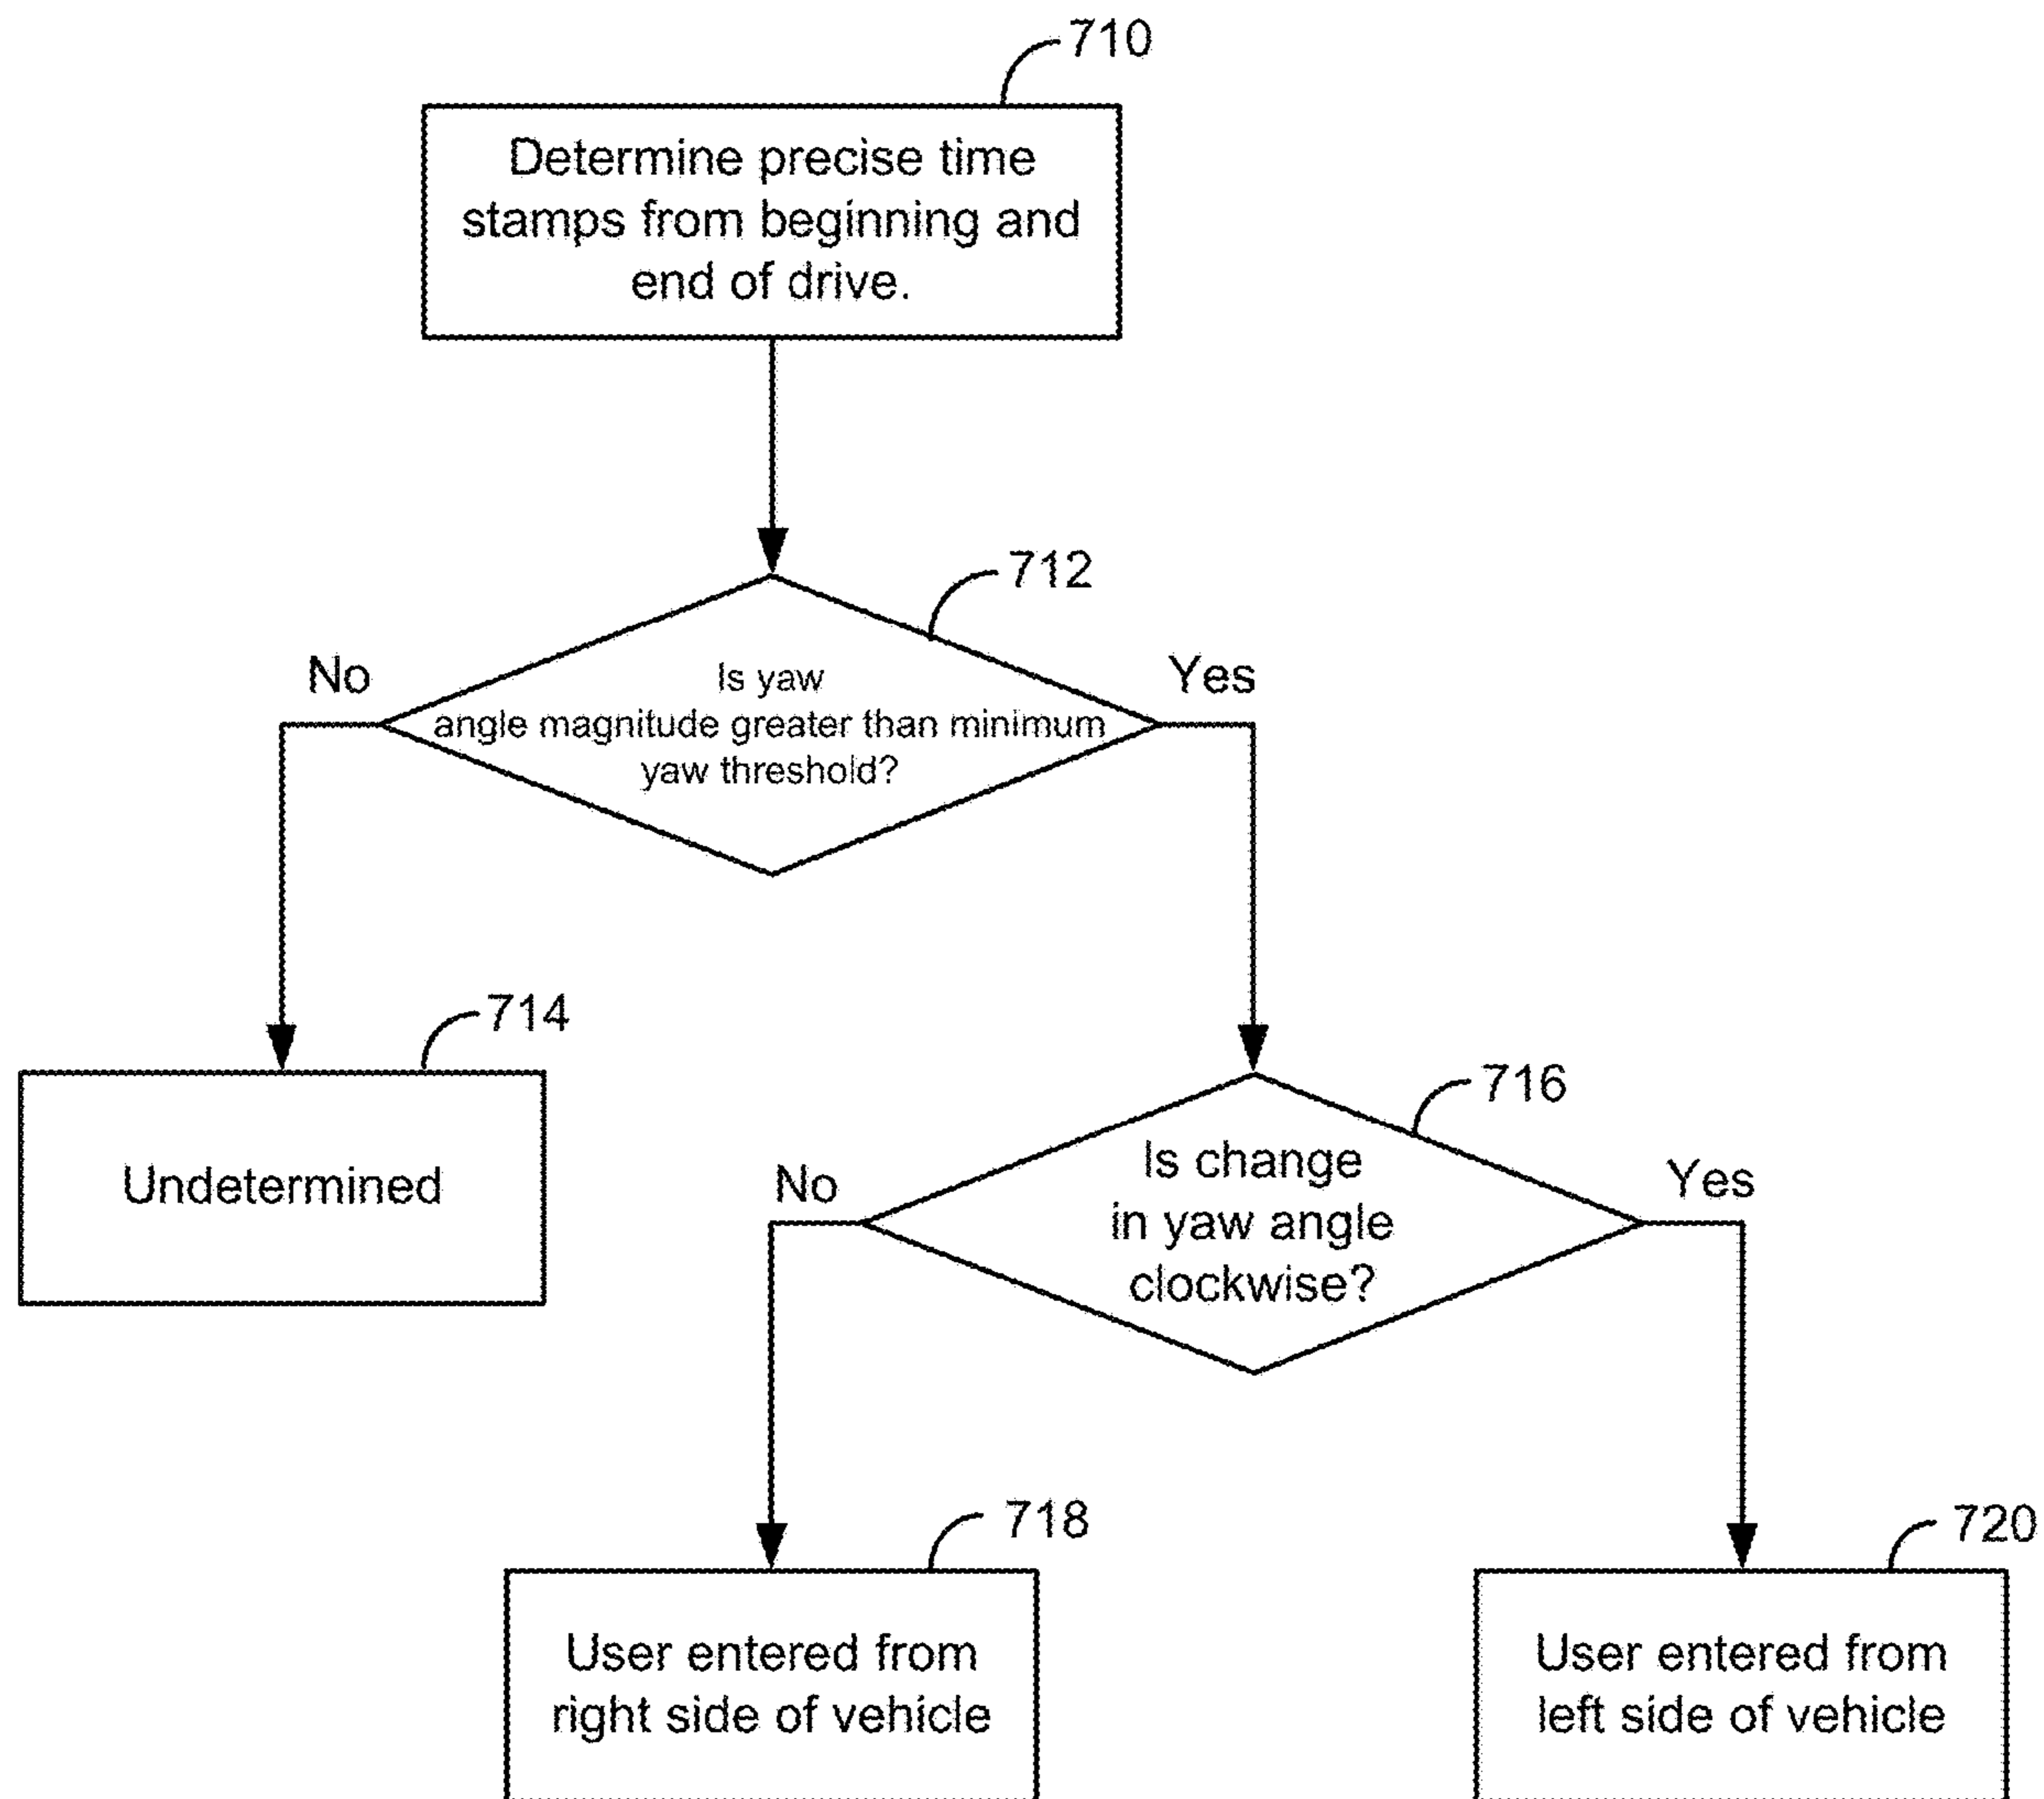 710
Determine precise time
stamps from beginning and
end of drive.
712
No
Yes
Is yaw
angle magnitude greater than minimum
yaw threshold?
714
Undetermined
716
No
Yes
Is change
in yaw angle
clockwise?
718
User entered from
right side of vehicle
720
User entered from
left side of vehicle